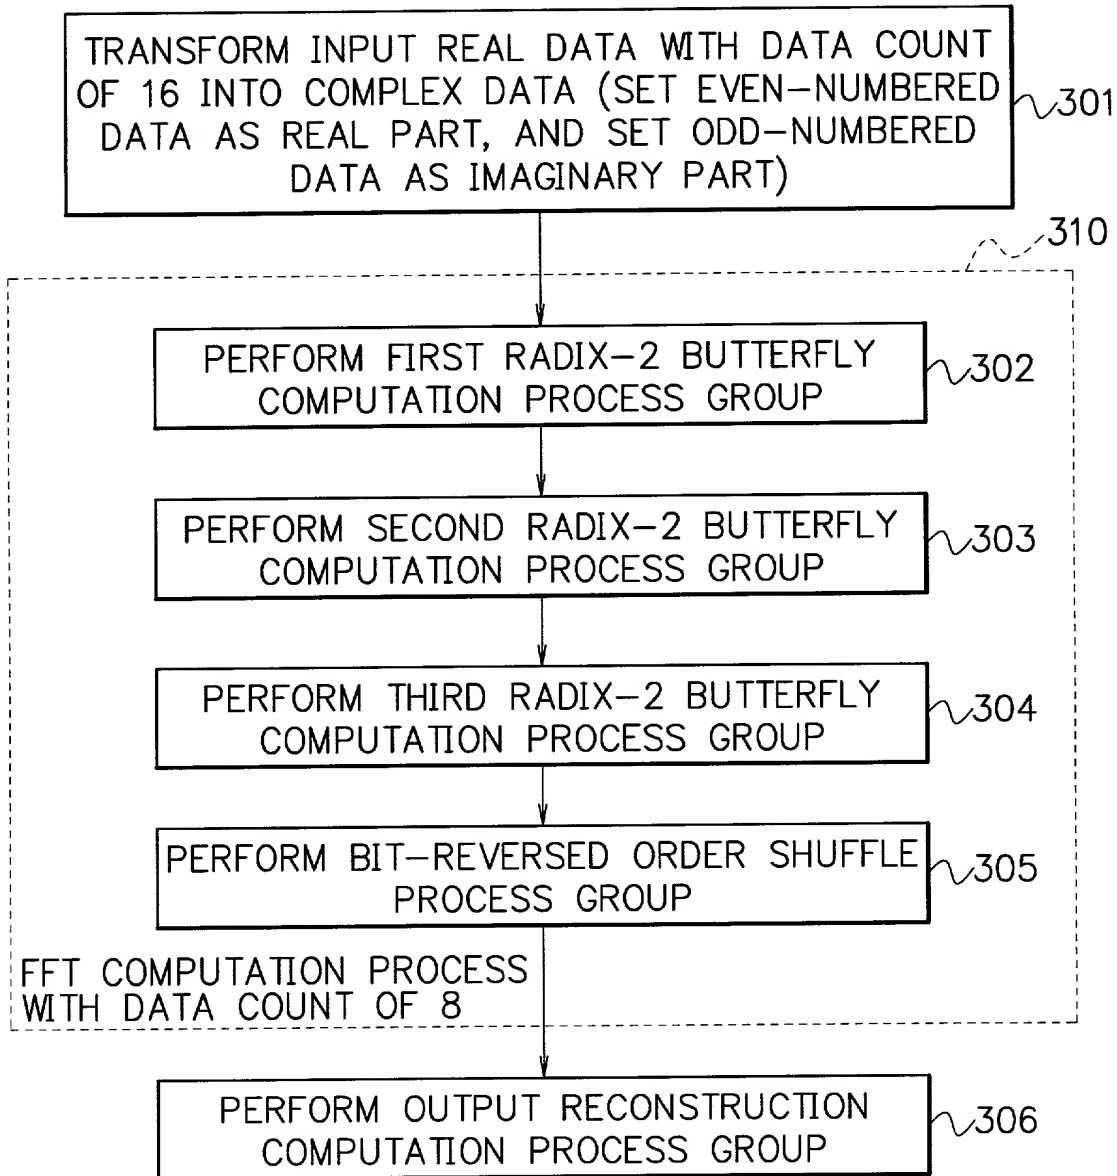 TRANSFORM INPUT REAL DATA WITH DATA COUNT
OF 16 INTO COMPLEX DATA (SET EVEN-NUMBERED
DATA AS REAL PART, AND SET ODD-NUMBERED
DATA AS IMAGINARY PART)
301
310
PERFORM FIRST RADIX-2 BUTTERFLY
COMPUTATION PROCESS GROUP
302
PERFORM SECOND RADIX-2 BUTTERFLY
COMPUTATION PROCESS GROUP
303
PERFORM THIRD RADIX-2 BUTTERFLY
COMPUTATION PROCESS GROUP
304
PERFORM BIT-REVERSED ORDER SHUFFLE
PROCESS GROUP
305
FFT COMPUTATION PROCESS
WITH DATA COUNT OF 8
PERFORM OUTPUT RECONSTRUCTION
COMPUTATION PROCESS GROUP
306